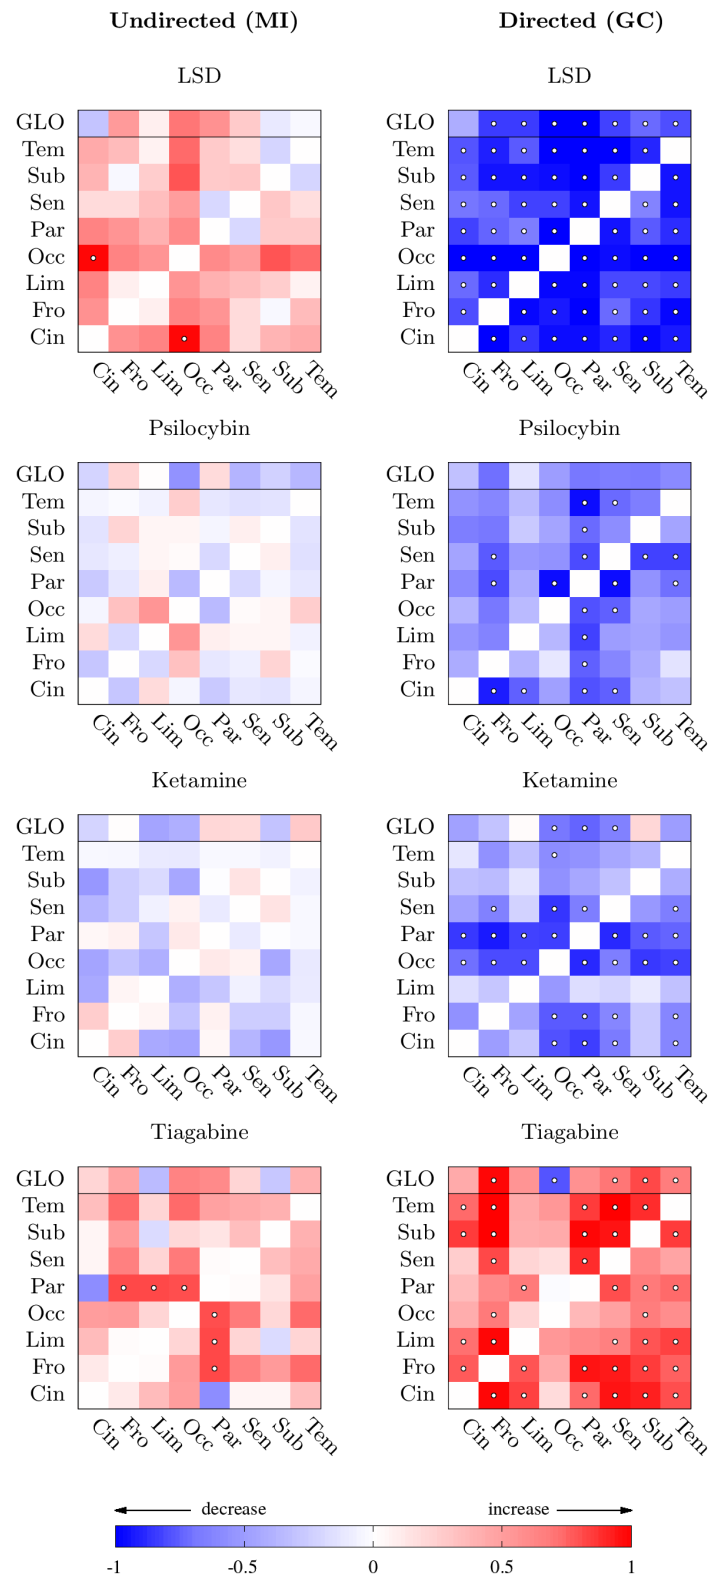 Undirected (MI) Directed (GC)
LSD LSD
GLO GLO
Tem Tem
Sub Sub
Sen Sen
Par Par
Occ Occ
Lim Lim
Fro Fro
Cin Cin
Cin Fro Lim Occ Par Sen Sub Tem Cin Fro Lim Occ Par Sen Sub Tem
Psilocybin Psilocybin
GLO GLO
Tem Tem
Sub Sub
Sen Sen
Par Par
Occ Occ
Lim Lim
Fro Fro
Cin Cin
Cin Fro Lim Occ Par Sen Sub Tem Cin Fro Lim Occ Par Sen Sub Tem
Ketamine Ketamine
GLO GLO
Tem Tem
Sub Sub
Sen Sen
Par Par
Occ Occ
Lim Lim
Fro Fro
Cin Cin
Cin Fro Lim Occ Par Sen Sub Tem Cin Fro Lim Occ Par Sen Sub Tem
Tiagabine Tiagabine
GLO GLO
Tem Tem
Sub Sub
Sen Sen
Par Par
Occ Occ
Lim Lim
Fro Fro
Cin Cin
Cin Fro Lim Occ Par Sen Sub Tem Cin Fro Lim Occ Par Sen Sub Tem
decrease increase
-1 -0.5 0 0.5 1